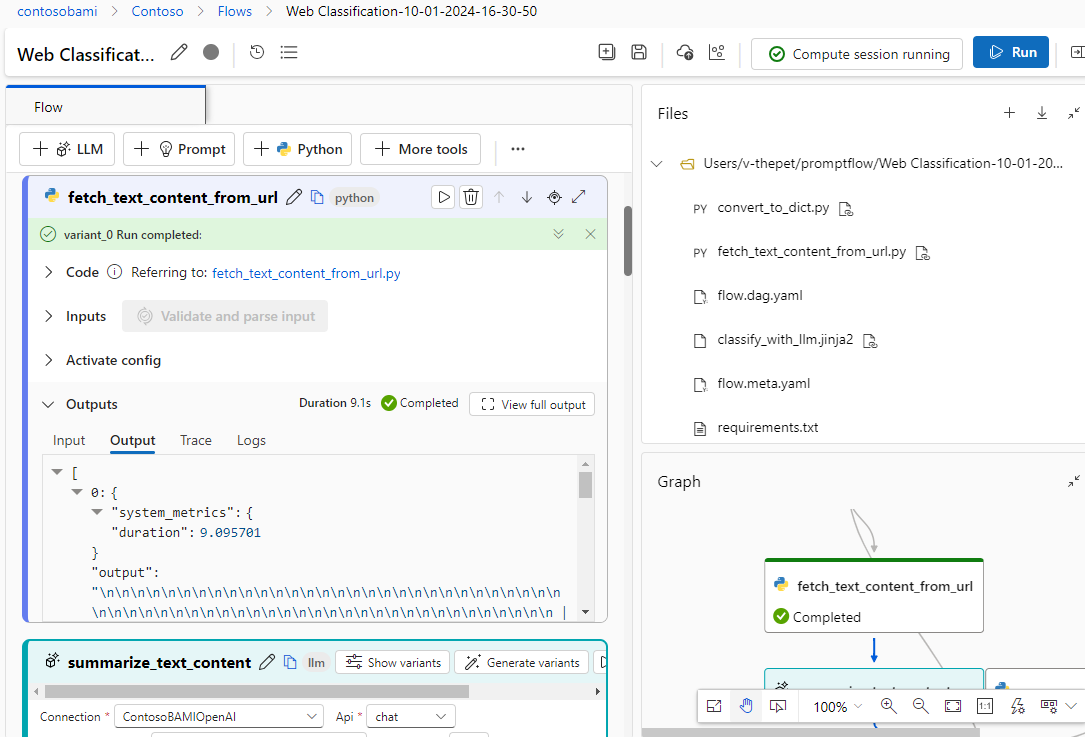 contosobami > Contoso > Flows > Web Classification-10-01-2024-16-30-50
Web Classificat...
Compute session running
Run
Flow
LLM
Prompt
Python
More tools
...
fetch_text_content_from_url
python
variant_0 Run completed:
Code
Referring to: fetch_text_content_from_url.py
Inputs
Validate and parse input
Activate config
Outputs
Duration 9.1s
Completed
View full output
Input
Output
Trace
Logs
[
0: {
"system_metrics": {
"duration": 9.095701
}
"output":
"\n\n\n\n\n\n\n\n\n\n\n\n\n\n\n\n\n\n\n\n\n\n\n\n\n\n\n\n\n\n
\n\n\n\n\n\n\n\n\n\n\n\n\n\n\n\n\n\n\n\n\n\n\n\n\n\n\n\n\n\n |
summarize_text_content
llm
Show variants
Generate variants
Connection *
ContosoBAMIOpenAI
Api *
chat
Files
Users/v-thepet/promptflow/Web Classification-10-01-20...
PY convert_to_dict.py
PY fetch_text_content_from_url.py
flow.dag.yaml
classify_with_llm.jinja2
flow.meta.yaml
requirements.txt
Graph
fetch_text_content_from_url
Completed
100%
1:1